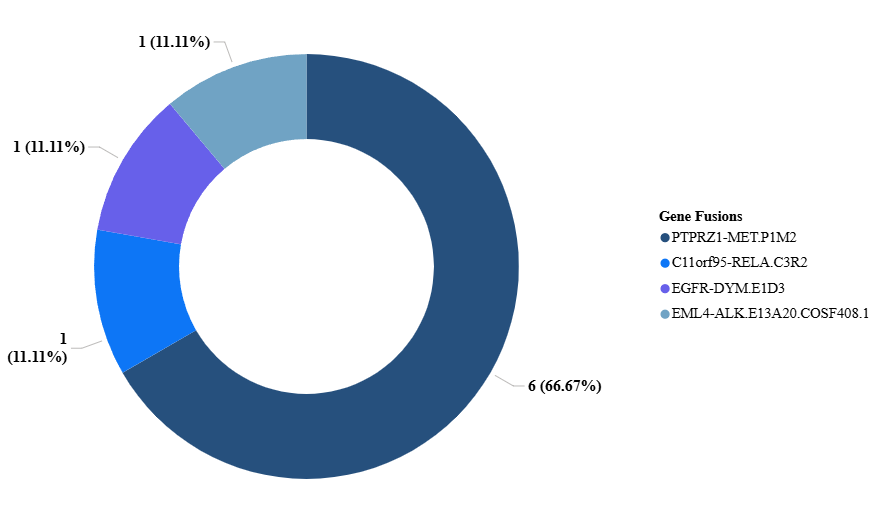 1 (11.11%)
1 (11.11%)
1
(11.11%)
6 (66.67%)
Gene Fusions
PTPRZ1-MET.P1M2
C11orf95-RELA.C3R2
EGFR-DYM.E1D3
EML4-ALK.E13A20.COSF408.1